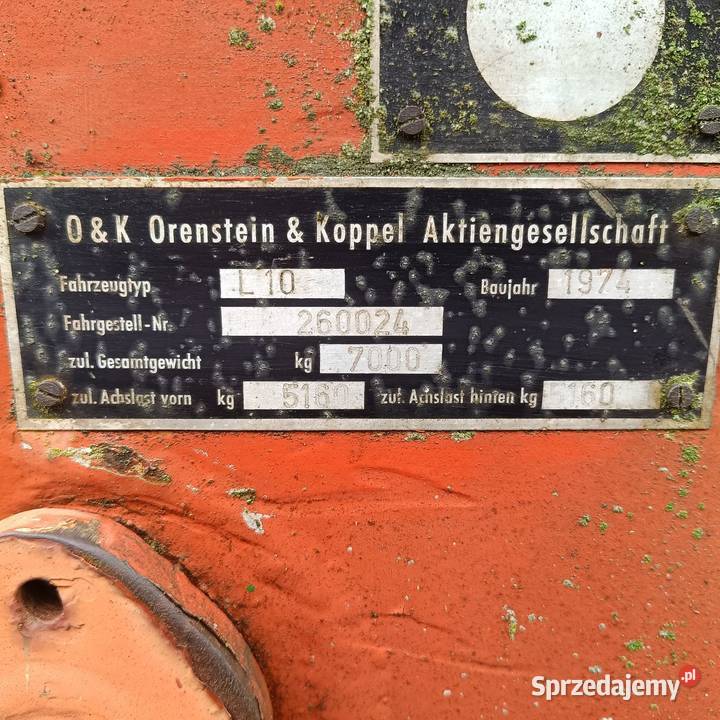 O & K Orenstein & Koppel Aktiengesellschaft
Fahrzeugtyp L 10 Baujahr 1974
Fahrgestell-Nr. 260024
zul. Gesamtgewicht kg 7000
zul. Achslast vorn kg 5160 zul. Achslast hinten kg 5160
Sprzedajemy.pl